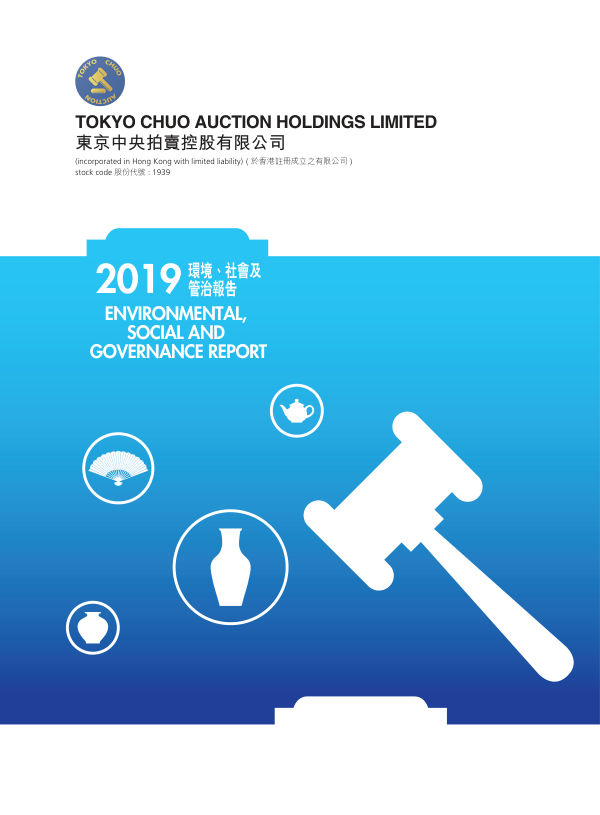 TOKYO CHUO
AUCTION
TOKYO CHUO AUCTION HOLDINGS LIMITED
東京中央拍賣控股有限公司
(incorporated in Hong Kong with limited liability) ( 於香港註冊成立之有限公司 )
stock code 股份代號 : 1939
2019 環境、社會及
管治報告
ENVIRONMENTAL,
SOCIAL AND
GOVERNANCE REPORT